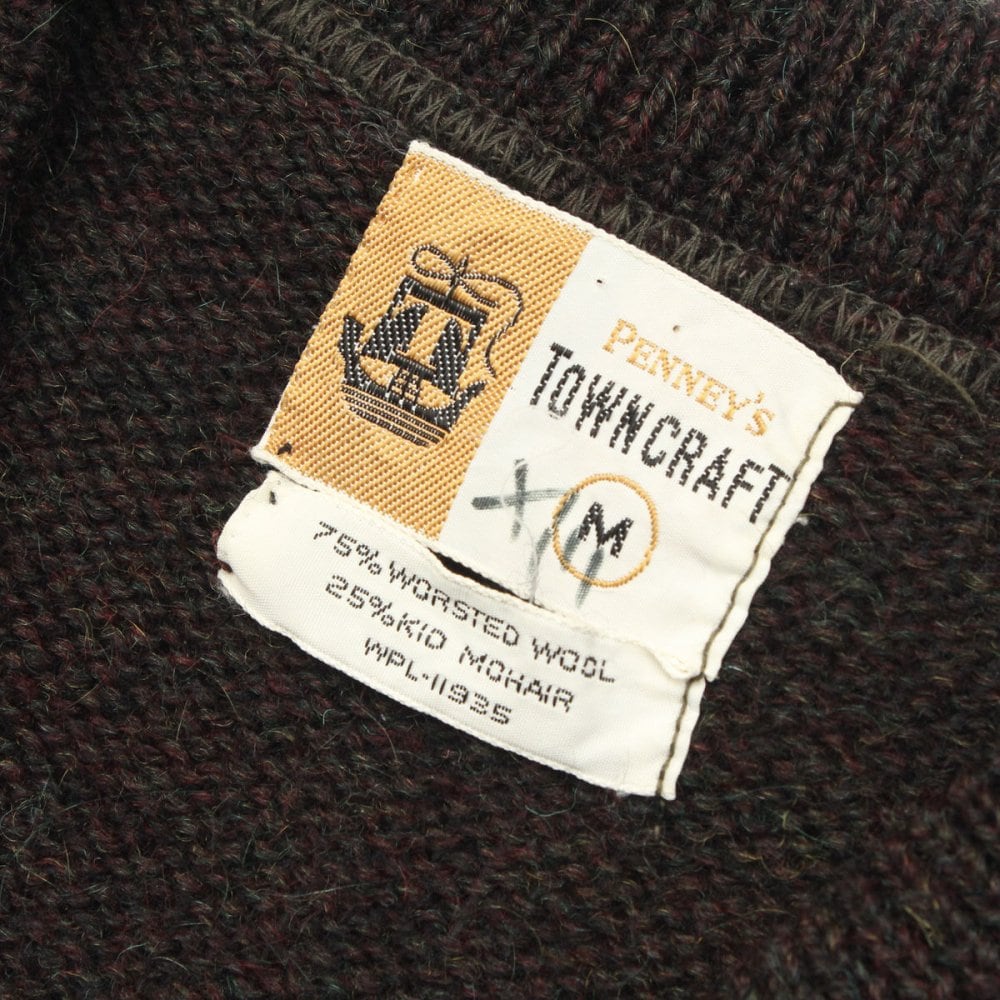 PENNEY'S
TOWNCRAFT
M
75% WORSTED WOOL
25% KID MOHAIR
WPL-11935